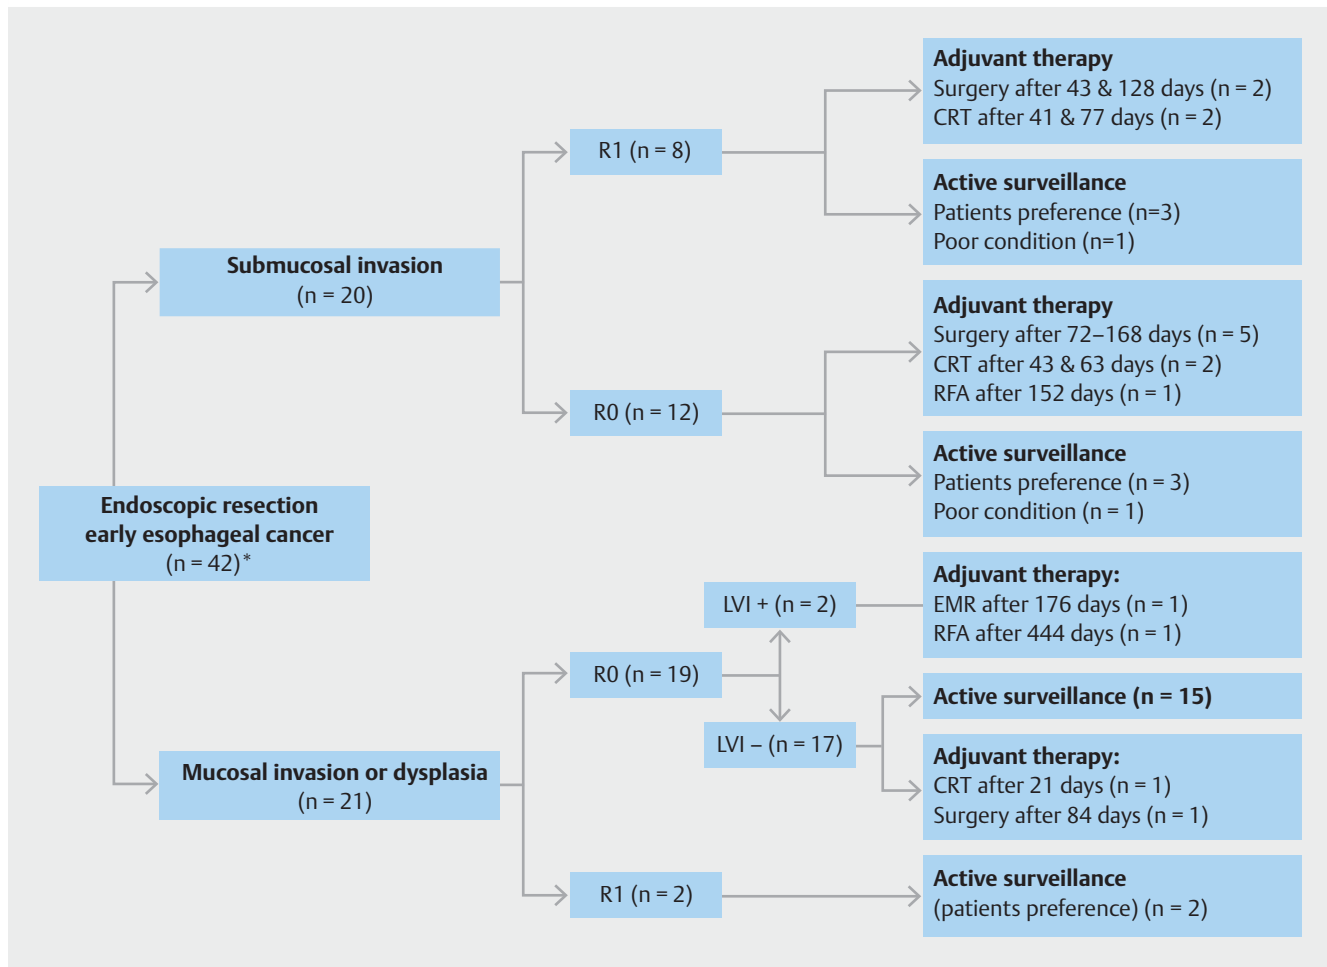 Endoscopic resection
early esophageal cancer
(n = 42)*
Submucosal invasion
(n = 20)
R1 (n = 8)
Adjuvant therapy
Surgery after 43 & 128 days (n = 2)
CRT after 41 & 77 days (n = 2)
Active surveillance
Patients preference (n=3)
Poor condition (n=1)
R0 (n = 12)
Adjuvant therapy
Surgery after 72–168 days (n = 5)
CRT after 43 & 63 days (n = 2)
RFA after 152 days (n = 1)
Active surveillance
Patients preference (n = 3)
Poor condition (n = 1)
Mucosal invasion or dysplasia
(n = 21)
R0 (n = 19)
LVI + (n = 2)
Adjuvant therapy:
EMR after 176 days (n = 1)
RFA after 444 days (n = 1)
LVI – (n = 17)
Active surveillance (n = 15)
Adjuvant therapy:
CRT after 21 days (n = 1)
Surgery after 84 days (n = 1)
R1 (n = 2)
Active surveillance
(patients preference) (n = 2)